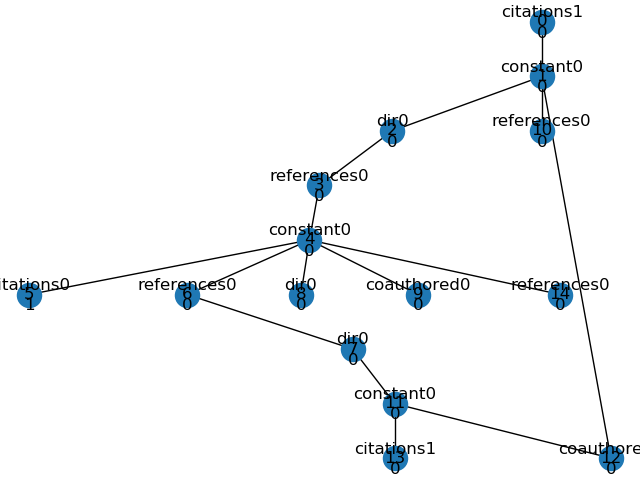 citations1
0
0
constant0
1
0
dir0
2
0
references0
10
0
references0
3
0
constant0
4
0
itations0
5
1
references0
6
0
dir0
8
0
coauthored0
9
0
references0
14
0
dir0
7
0
constant0
11
0
citations1
13
0
coauthore
12
0